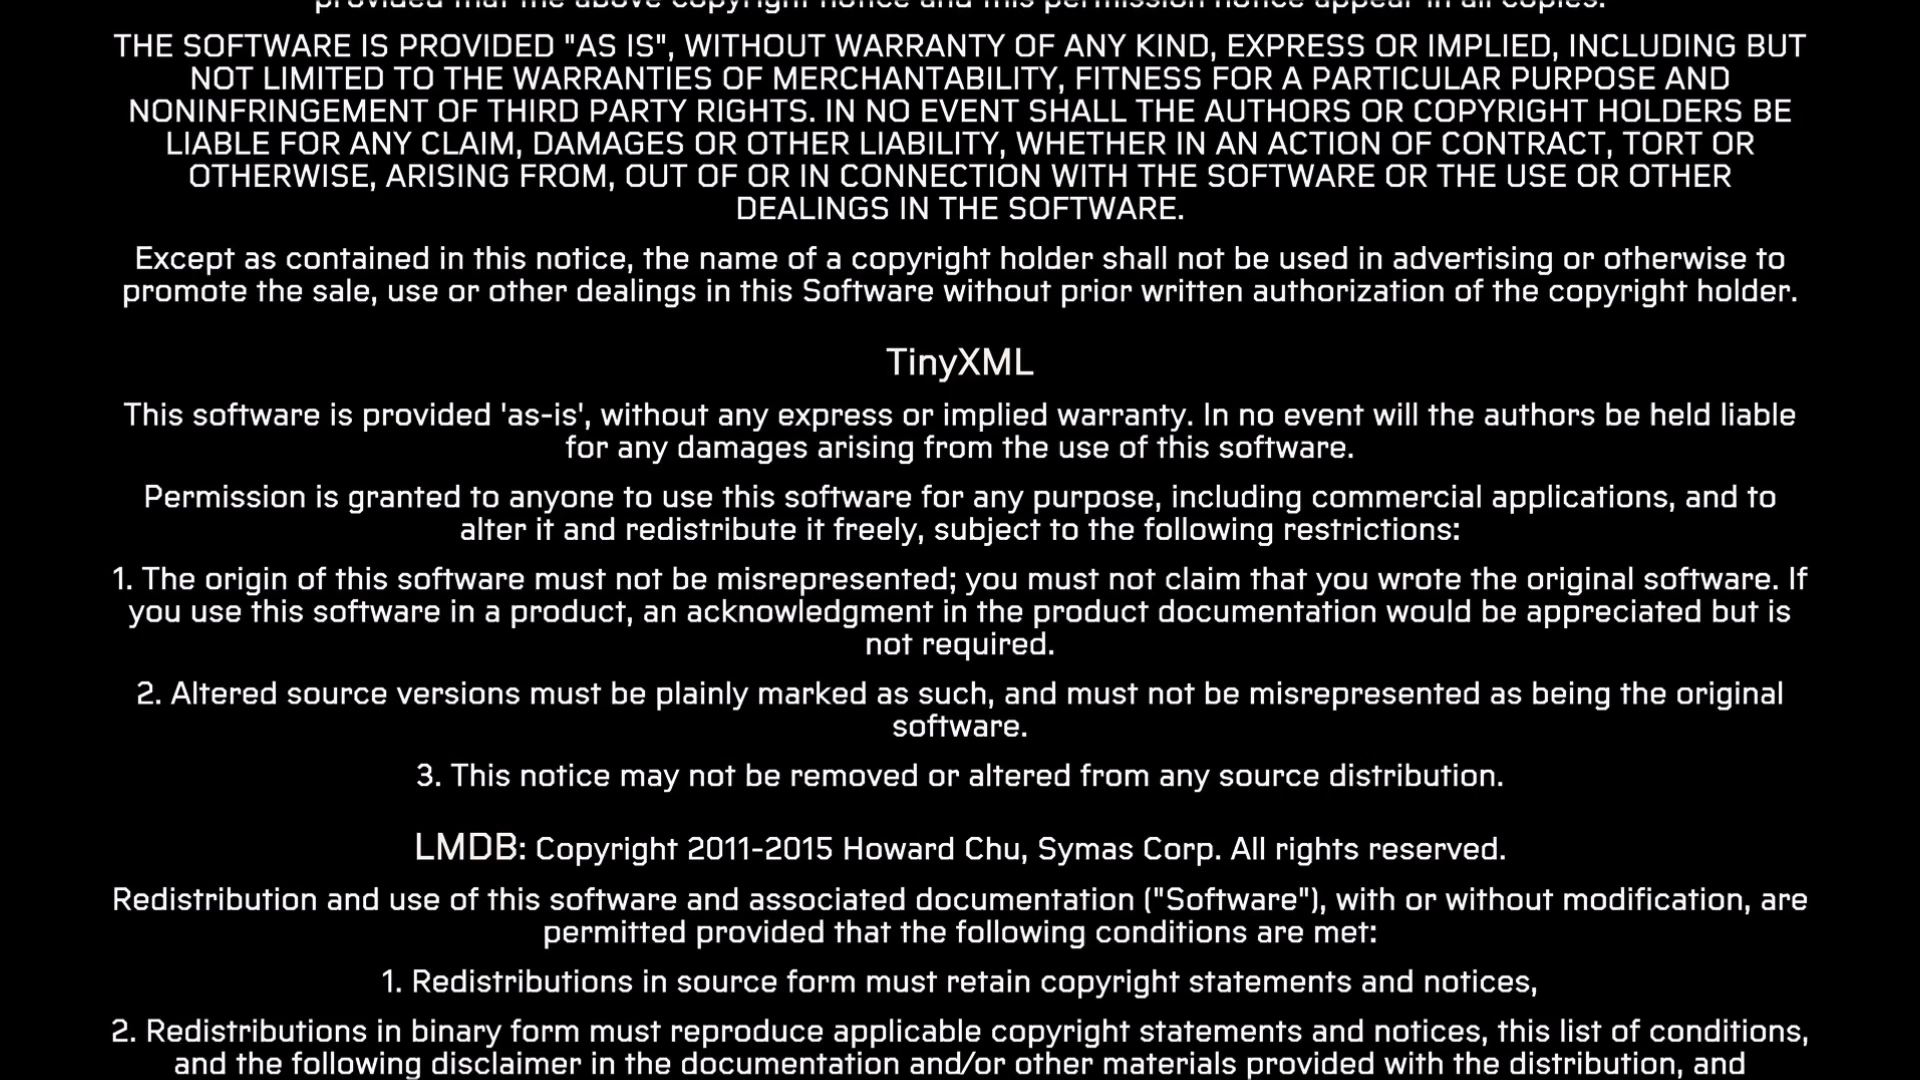 provided that the above copyright notice and this permission notice appear in all copies.
THE SOFTWARE IS PROVIDED "AS IS", WITHOUT WARRANTY OF ANY KIND, EXPRESS OR IMPLIED, INCLUDING BUT
NOT LIMITED TO THE WARRANTIES OF MERCHANTABILITY, FITNESS FOR A PARTICULAR PURPOSE AND
NONINFRINGEMENT OF THIRD PARTY RIGHTS. IN NO EVENT SHALL THE AUTHORS OR COPYRIGHT HOLDERS BE
LIABLE FOR ANY CLAIM, DAMAGES OR OTHER LIABILITY, WHETHER IN AN ACTION OF CONTRACT, TORT OR
OTHERWISE, ARISING FROM, OUT OF OR IN CONNECTION WITH THE SOFTWARE OR THE USE OR OTHER
DEALINGS IN THE SOFTWARE.
Except as contained in this notice, the name of a copyright holder shall not be used in advertising or otherwise to
promote the sale, use or other dealings in this Software without prior written authorization of the copyright holder.
TinyXML
This software is provided 'as-is', without any express or implied warranty. In no event will the authors be held liable
for any damages arising from the use of this software.
Permission is granted to anyone to use this software for any purpose, including commercial applications, and to
alter it and redistribute it freely, subject to the following restrictions:
1. The origin of this software must not be misrepresented; you must not claim that you wrote the original software. If
you use this software in a product, an acknowledgment in the product documentation would be appreciated but is
not required.
2. Altered source versions must be plainly marked as such, and must not be misrepresented as being the original
software.
3. This notice may not be removed or altered from any source distribution.
LMDB: Copyright 2011-2015 Howard Chu, Symas Corp. All rights reserved.
Redistribution and use of this software and associated documentation ("Software"), with or without modification, are
permitted provided that the following conditions are met:
1. Redistributions in source form must retain copyright statements and notices,
2. Redistributions in binary form must reproduce applicable copyright statements and notices, this list of conditions,
and the following disclaimer in the documentation and/or other materials provided with the distribution, and